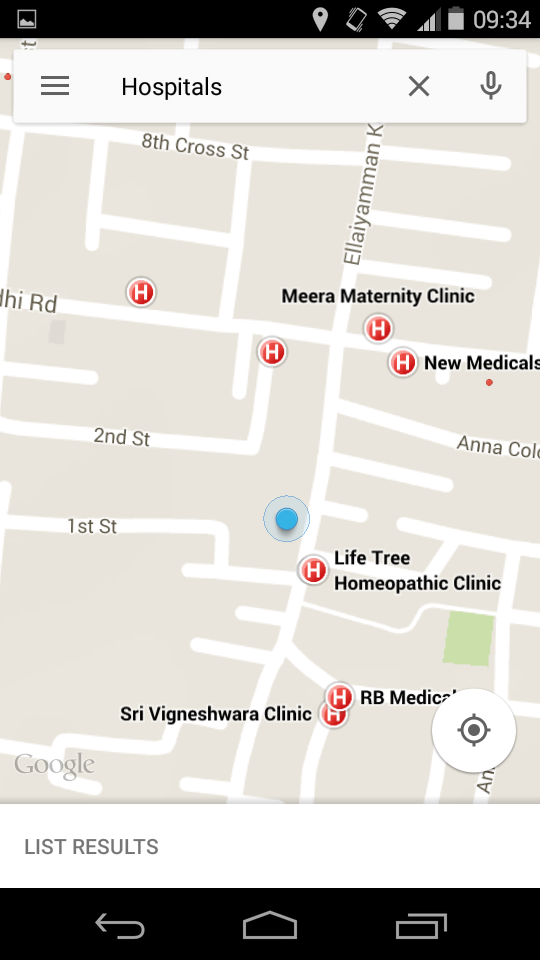 09:34
Hospitals
8th Cross St
Ellaiyamman K
dhi Rd
Meera Maternity Clinic
H
H
H
H
New Medicals
2nd St
Anna Colo
1st St
H
Life Tree
Homeopathic Clinic
H
RB Medical
Sri Vigneshwara Clinic
H
Google
An
LIST RESULTS